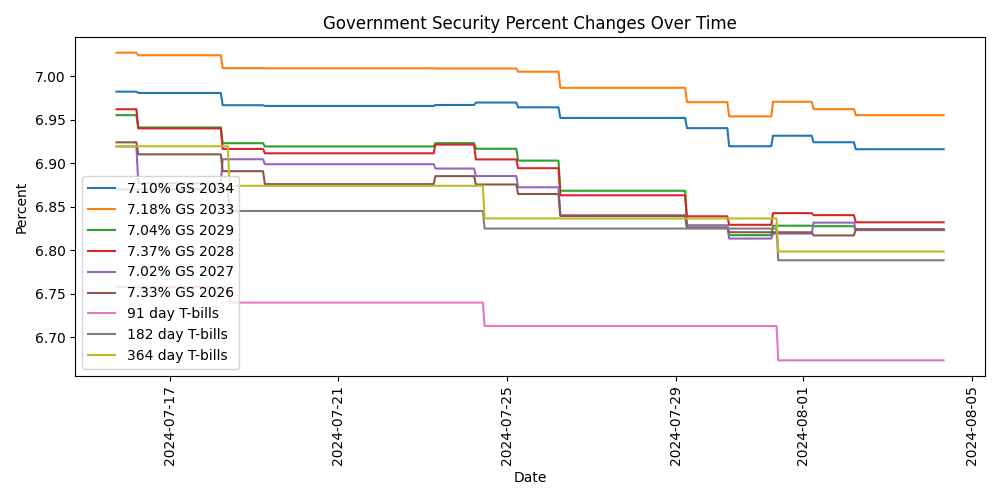 Government Security Percent Changes Over Time
Percent
7.00
6.95
6.90
6.85
6.80
6.75
6.70
7.10% GS 2034
7.18% GS 2033
7.04% GS 2029
7.37% GS 2028
7.02% GS 2027
7.33% GS 2026
91 day T-bills
182 day T-bills
364 day T-bills
2024-07-17
2024-07-21
2024-07-25
2024-07-29
2024-08-01
2024-08-05
Date